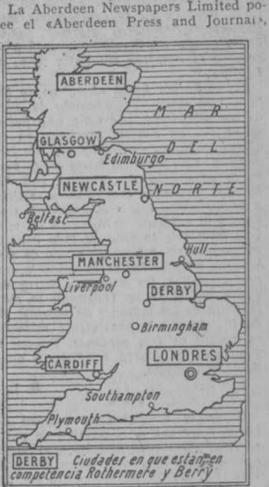 La Aberdeen Newspapers Limited po-
ee el «Aberdeen Press and Journal»,
ABERDEEN
MAR
GLASGOW
Edimburgo
DEL
NEWCASTLE
NORTE
Belfast
Hull
MANCHESTER
Liverpool
DERBY
Birmingham
CARDIFF
LONDRES
Southampton
Plymouth
DERBY Ciudades en que están en
competencia Rothermere y Berry